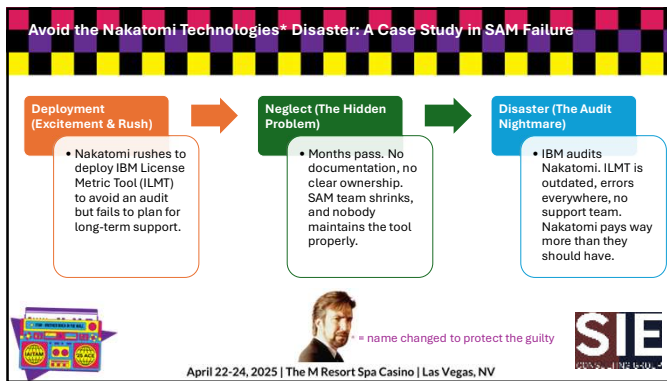 Avoid the Nakatomi Technologies* Disaster: A Case Study in SAM Failure
Deployment
(Excitement & Rush)
• Nakatomi rushes to
deploy IBM License
Metric Tool (ILMT)
to avoid an audit
but fails to plan for
long-term support.
Neglect (The Hidden
Problem)
• Months pass. No
documentation, no
clear ownership.
SAM team shrinks,
and nobody
maintains the tool
properly.
Disaster (The Audit
Nightmare)
• IBM audits
Nakatomi. ILMT is
outdated, errors
everywhere, no
support team.
Nakatomi pays way
more than they
should have.
IAITAM
25 ACE
* = name changed to protect the guilty
SIE
CONSULTING GROUP
April 22-24, 2025 | The M Resort Spa Casino | Las Vegas, NV